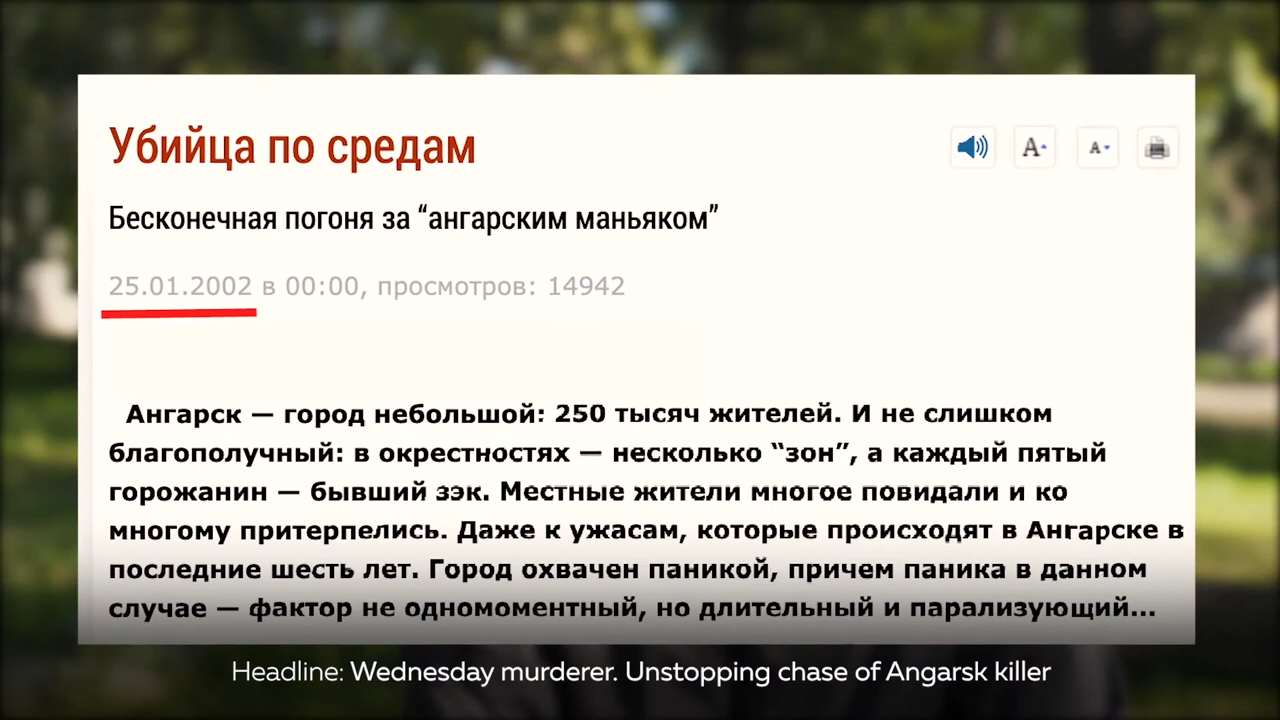 Убийца по средам
A A
Бесконечная погоня за “ангарским маньяком”
25.01.2002 в 00:00, просмотров: 14942
Ангарск — город небольшой: 250 тысяч жителей. И не слишком
благополучный: в окрестностях — несколько “зон”, а каждый пятый
горожанин — бывший зэк. Местные жители многое повидали и ко
многому притерпелись. Даже к ужасам, которые происходят в Ангарске в
последние шесть лет. Город охвачен паникой, причем паника в данном
случае — фактор не одномоментный, но длительный и парализующий...
Headline: Wednesday murderer. Unstopping chase of Angarsk killer